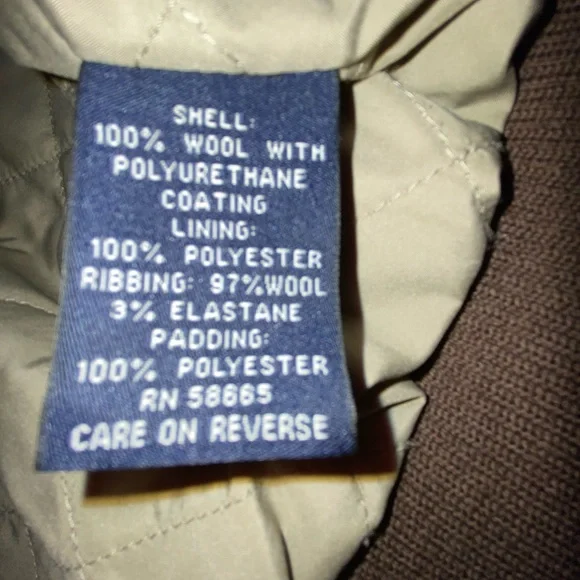 SHELL:
100% WOOL WITH
POLYURETHANE
COATING
LINING:
100% POLYESTER
RIBBING: 97%WOOL
3% ELASTANE
PADDING:
100% POLYESTER
RN 58665
CARE ON REVERSE